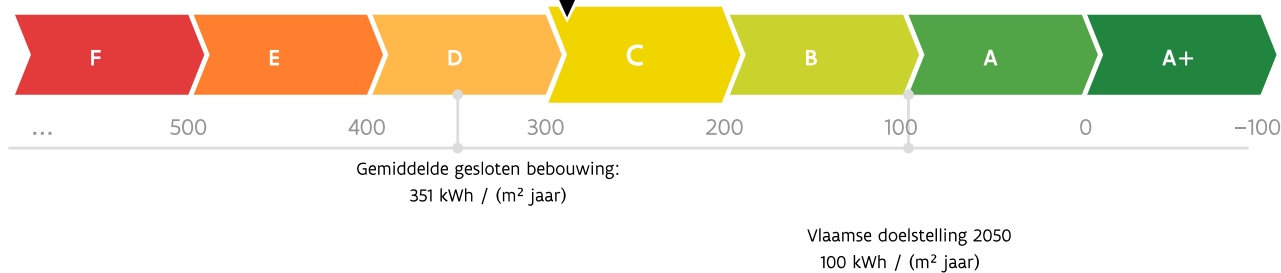 F E D C B A A+
... 500 400 300 200 100 0 –100
Gemiddelde gesloten bebouwing:
351 kWh / (m² jaar)
Vlaamse doelstelling 2050
100 kWh / (m² jaar)